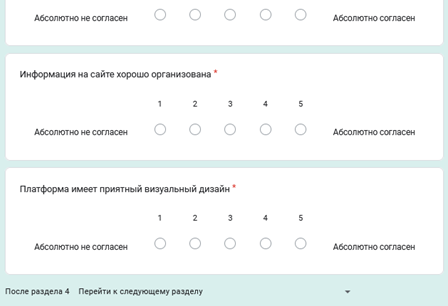 Абсолютно не согласен Абсолютно согласен
Информация на сайте хорошо организована *
1 2 3 4 5
Абсолютно не согласен Абсолютно согласен
Платформа имеет приятный визуальный дизайн *
1 2 3 4 5
Абсолютно не согласен Абсолютно согласен
После раздела 4 Перейти к следующему разделу